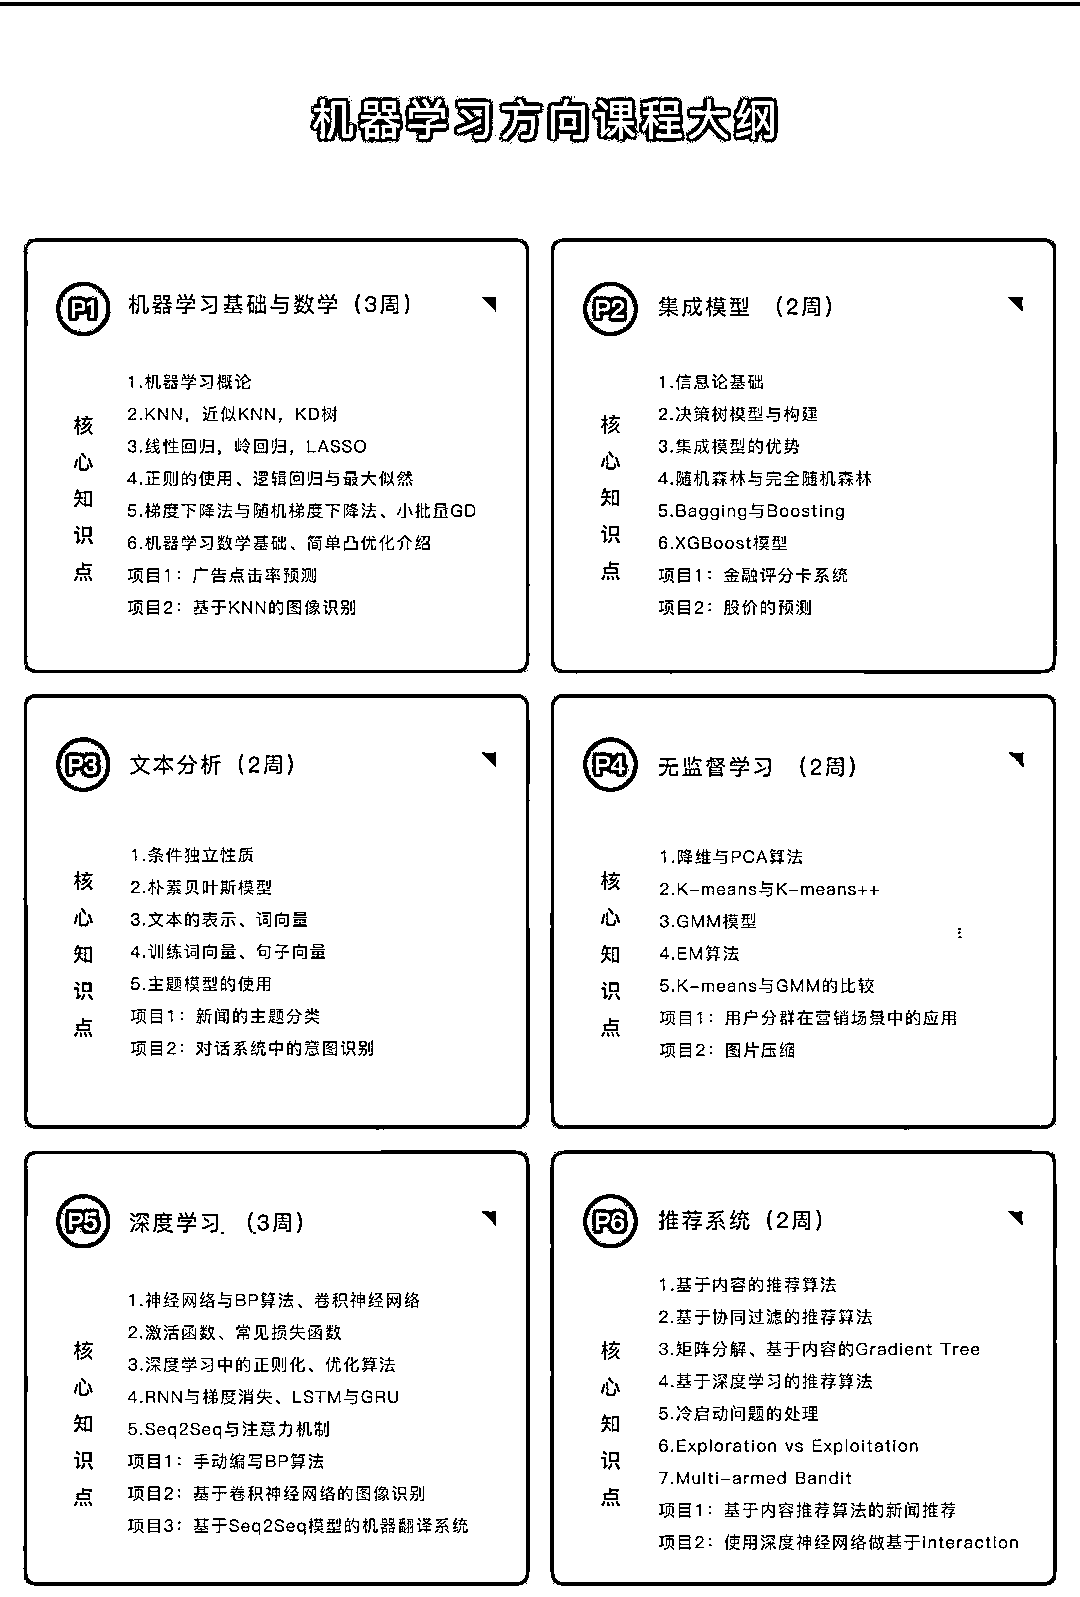 机器学习方向课程大纲
P1 机器学习基础与数学（3周）
核心知识点
1.机器学习概论
2.KNN，近似KNN，KD树
3.线性回归，岭回归，LASSO
4.正则的使用、逻辑回归与最大似然
5.梯度下降法与随机梯度下降法、小批量GD
6.机器学习数学基础、简单凸优化介绍
项目1：广告点击率预测
项目2：基于KNN的图像识别
P2 集成模型 （2周）
核心知识点
1.信息论基础
2.决策树模型与构建
3.集成模型的优势
4.随机森林与完全随机森林
5.Bagging与Boosting
6.XGBoost模型
项目1：金融评分卡系统
项目2：股价的预测
P3 文本分析（2周）
核心知识点
1.条件独立性质
2.朴素贝叶斯模型
3.文本的表示、词向量
4.训练词向量、句子向量
5.主题模型的使用
项目1：新闻的主题分类
项目2：对话系统中的意图识别
P4 无监督学习 （2周）
核心知识点
1.降维与PCA算法
2.K-means与K-means++
3.GMM模型
4.EM算法
5.K-means与GMM的比较
项目1：用户分群在营销场景中的应用
项目2：图片压缩
P5 深度学习 （3周）
核心知识点
1.神经网络与BP算法、卷积神经网络
2.激活函数、常见损失函数
3.深度学习中的正则化、优化算法
4.RNN与梯度消失、LSTM与GRU
5.Seq2Seq与注意力机制
项目1：手动编写BP算法
项目2：基于卷积神经网络的图像识别
项目3：基于Seq2Seq模型的机器翻译系统
P6 推荐系统（2周）
核心知识点
1.基于内容的推荐算法
2.基于协同过滤的推荐算法
3.矩阵分解、基于内容的Gradient Tree
4.基于深度学习的推荐算法
5.冷启动问题的处理
6.Exploration vs Exploitation
7.Multi-armed Bandit
项目1：基于内容推荐算法的新闻推荐
项目2：使用深度神经网络做基于interaction